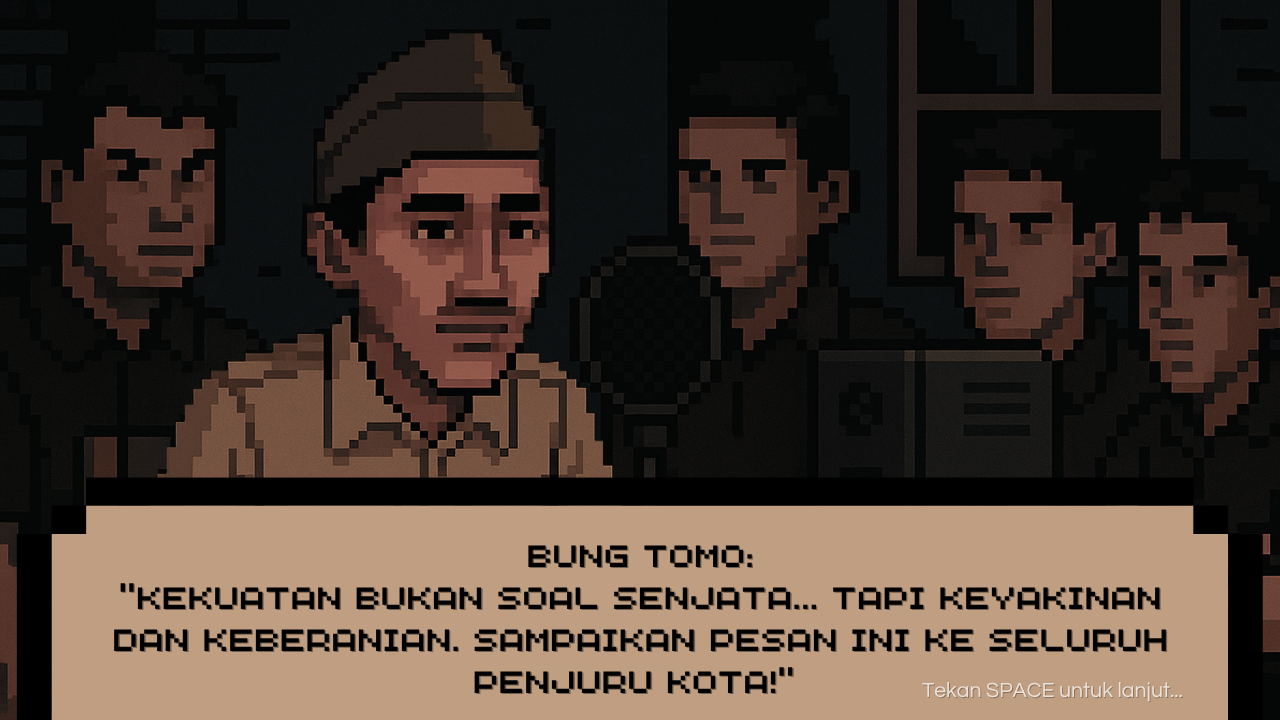 BUNG TOMO:
"KEKUATAN BUKAN SOAL SENJATA... TAPI KEYAKINAN
DAN KEBERANIAN. SAMPAIKAN PESAN INI KE SELURUH
PENJURU KOTA!"
Tekan SPACE untuk lanjut...